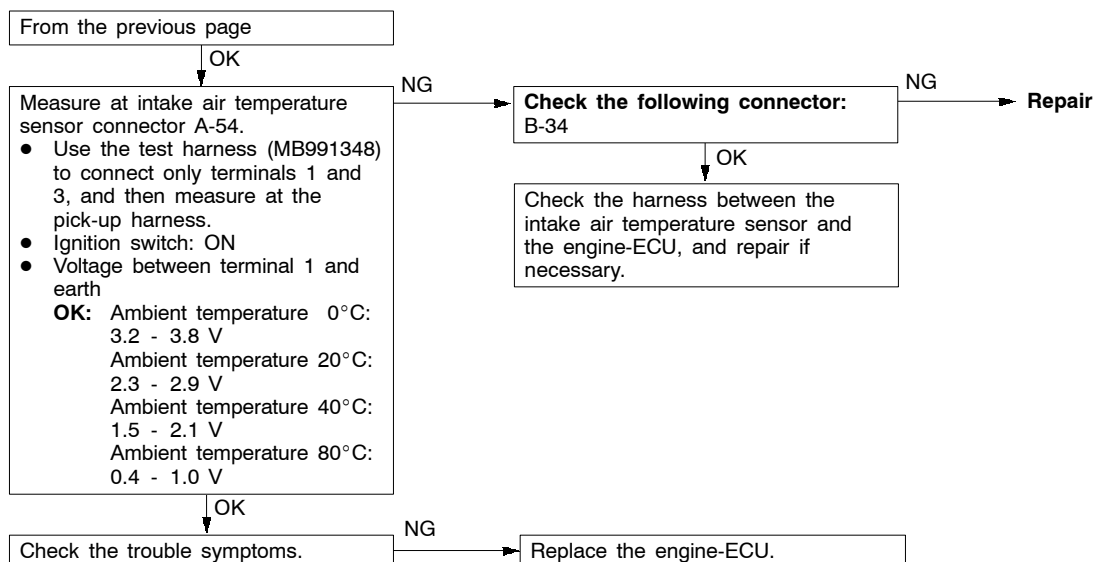 From the previous page
OK
Measure at intake air temperature
sensor connector A-54.
● Use the test harness (MB991348)
to connect only terminals 1 and
3, and then measure at the
pick-up harness.
● Ignition switch: ON
● Voltage between terminal 1 and
earth
OK: Ambient temperature 0°C:
3.2 - 3.8 V
Ambient temperature 20°C:
2.3 - 2.9 V
Ambient temperature 40°C:
1.5 - 2.1 V
Ambient temperature 80°C:
0.4 - 1.0 V
NG
Check the following connector:
B-34
NG
Repair
OK
Check the harness between the
intake air temperature sensor and
the engine-ECU, and repair if
necessary.
OK
Check the trouble symptoms.
NG
Replace the engine-ECU.